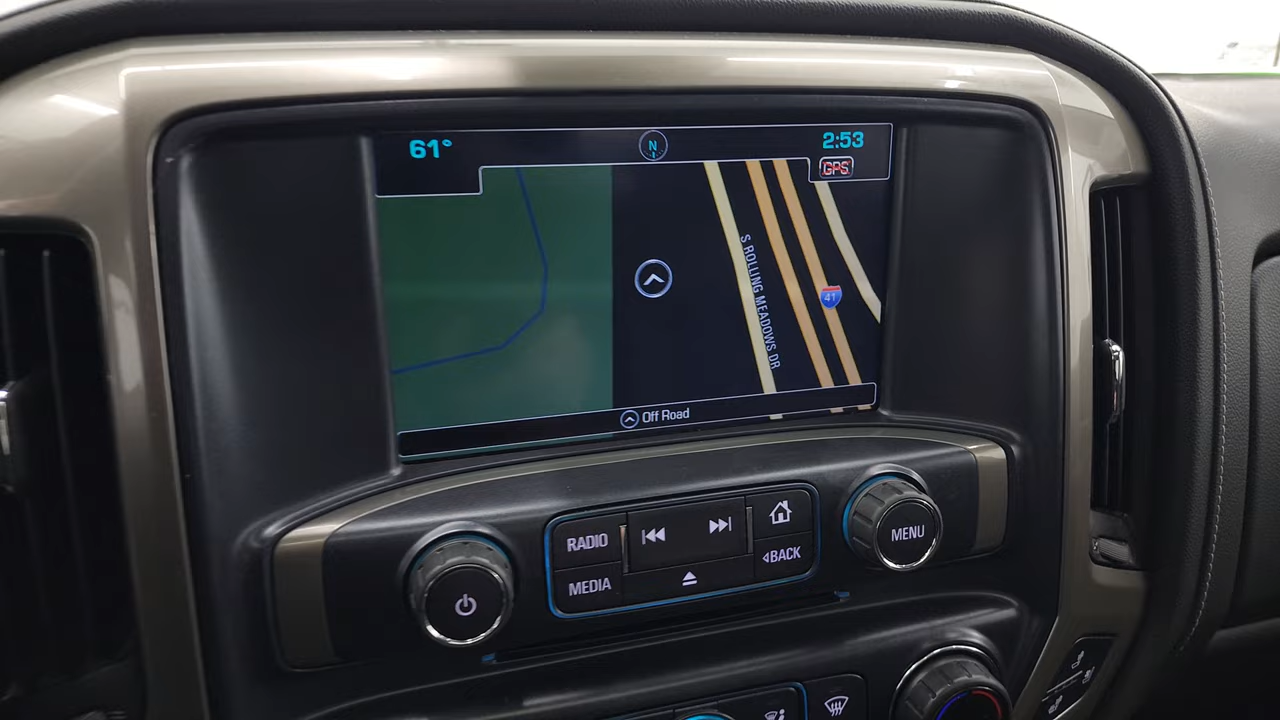 61°
N
2:53
GPS
S ROLLING MEADOWS DR
41
Off Road
RADIO
MEDIA
BACK
MENU